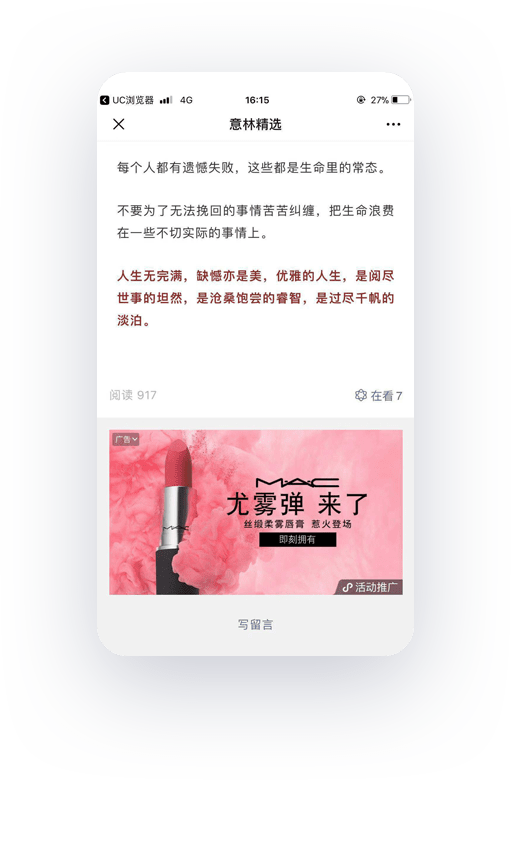 UC浏览器 4G 16:15 27%
意林精选
每个人都有遗憾失败，这些都是生命里的常态。
不要为了无法挽回的事情苦苦纠缠，把生命浪费
在一些不切实际的事情上。
人生无完满，缺憾亦是美，优雅的人生，是阅尽
世事的坦然，是沧桑饱尝的睿智，是过尽千帆的
淡泊。
阅读 917 在看 7
广告
MAC
尤雾弹 来了
丝缎柔雾唇膏 惹火登场
即刻拥有
MAC
活动推广
写留言